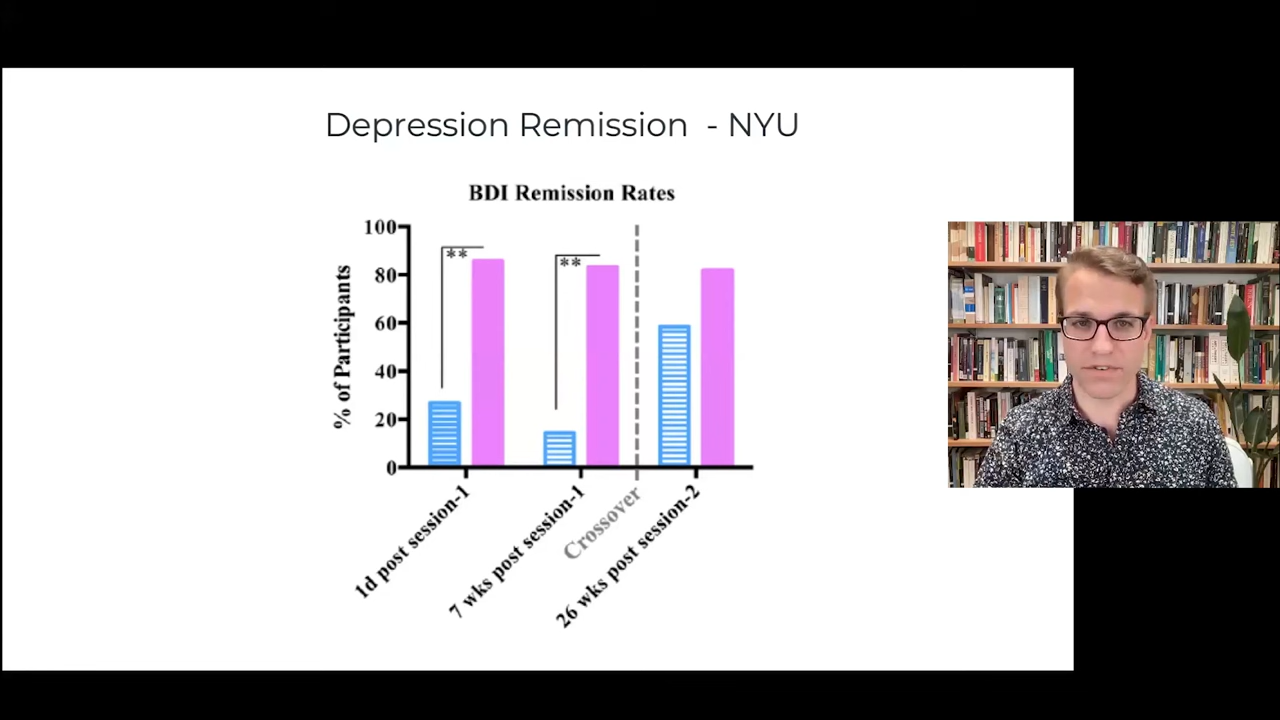 Depression Remission - NYU
BDI Remission Rates
% of Participants
100
80
60
40
20
0
**
**
1d post session-1
7 wks post session-1
Crossover
26 wks post session-2